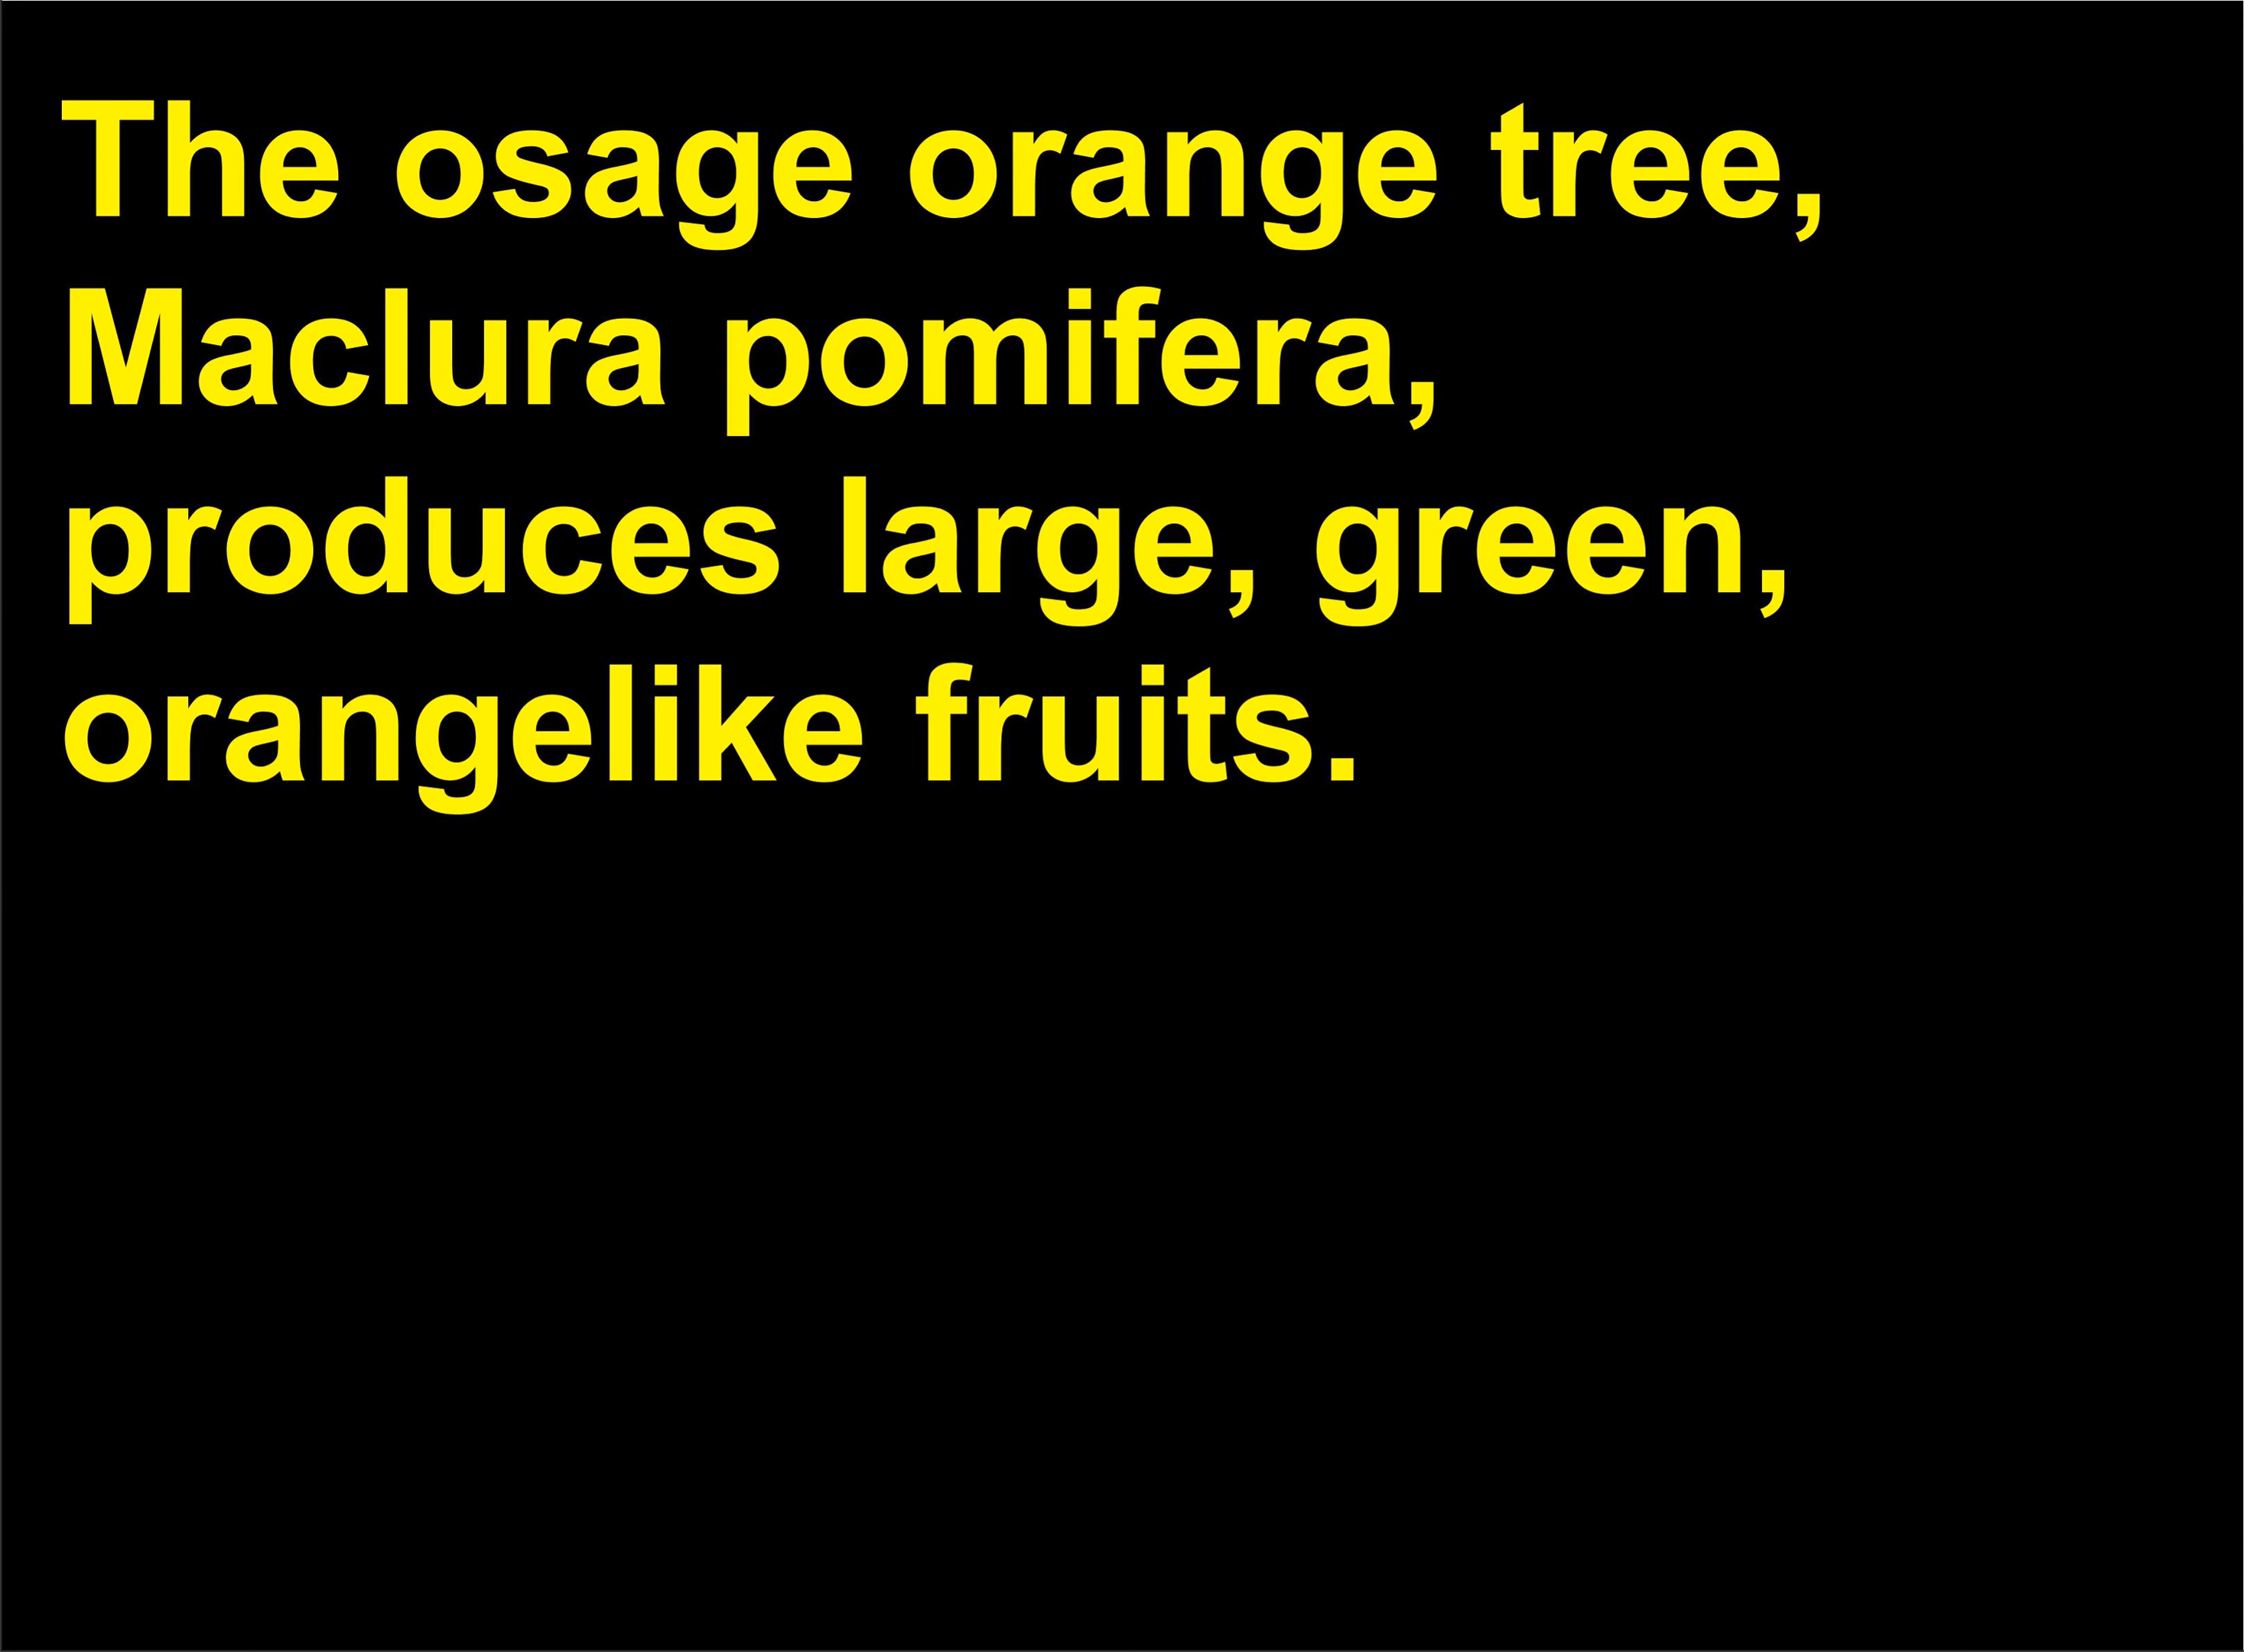 The osage orange tree,
Maclura pomifera,
produces large, green,
orangelike fruits.